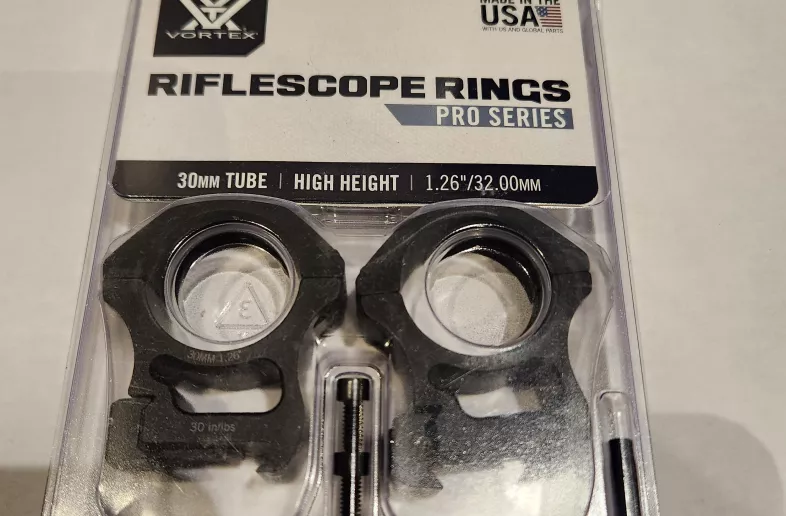 VORTEX
MADE IN THE
USA
WITH US AND GLOBAL PARTS
RIFLESCOPE RINGS
PRO SERIES
30MM TUBE | HIGH HEIGHT | 1.26"/32.00MM
3
30MM 1.26"
30 in/lbs